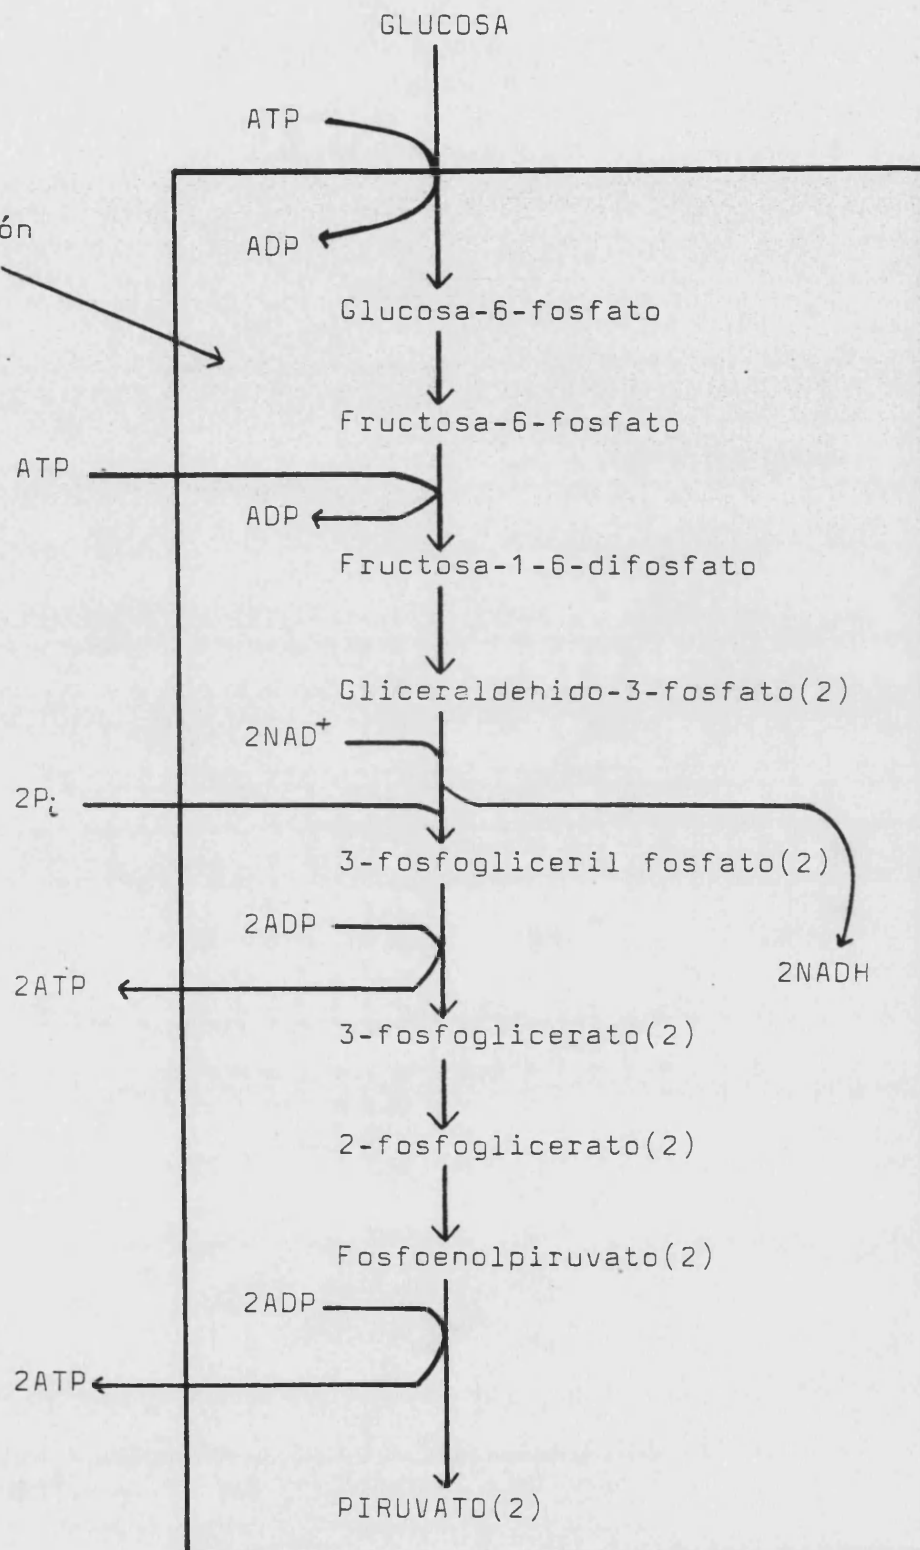 GLUCOSA
ATP
ón
ADP
Glucosa-6-fosfato
Fructosa-6-fosfato
ATP
ADP
Fructosa-1-6-difosfato
Gliceraldehido-3-fosfato(2)
2NAD+
2Pi
3-fosfogliceril fosfato(2)
2ADP
2NADH
2ATP
3-fosfoglicerato(2)
2-fosfoglicerato(2)
Fosfoenolpiruvato(2)
2ADP
2ATP
PIRUVATO(2)